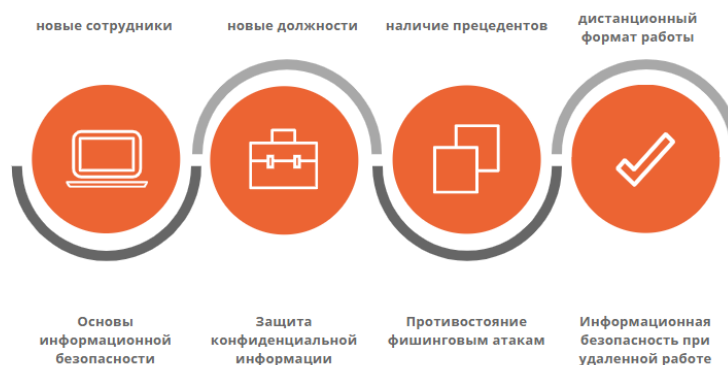 новые сотрудники
новые должности
наличие прецедентов
дистанционный
формат работы
Основы
информационной
безопасности
Защита
конфиденциальной
информации
Противостояние
фишинговым атакам
Информационная
безопасность при
удаленной работе